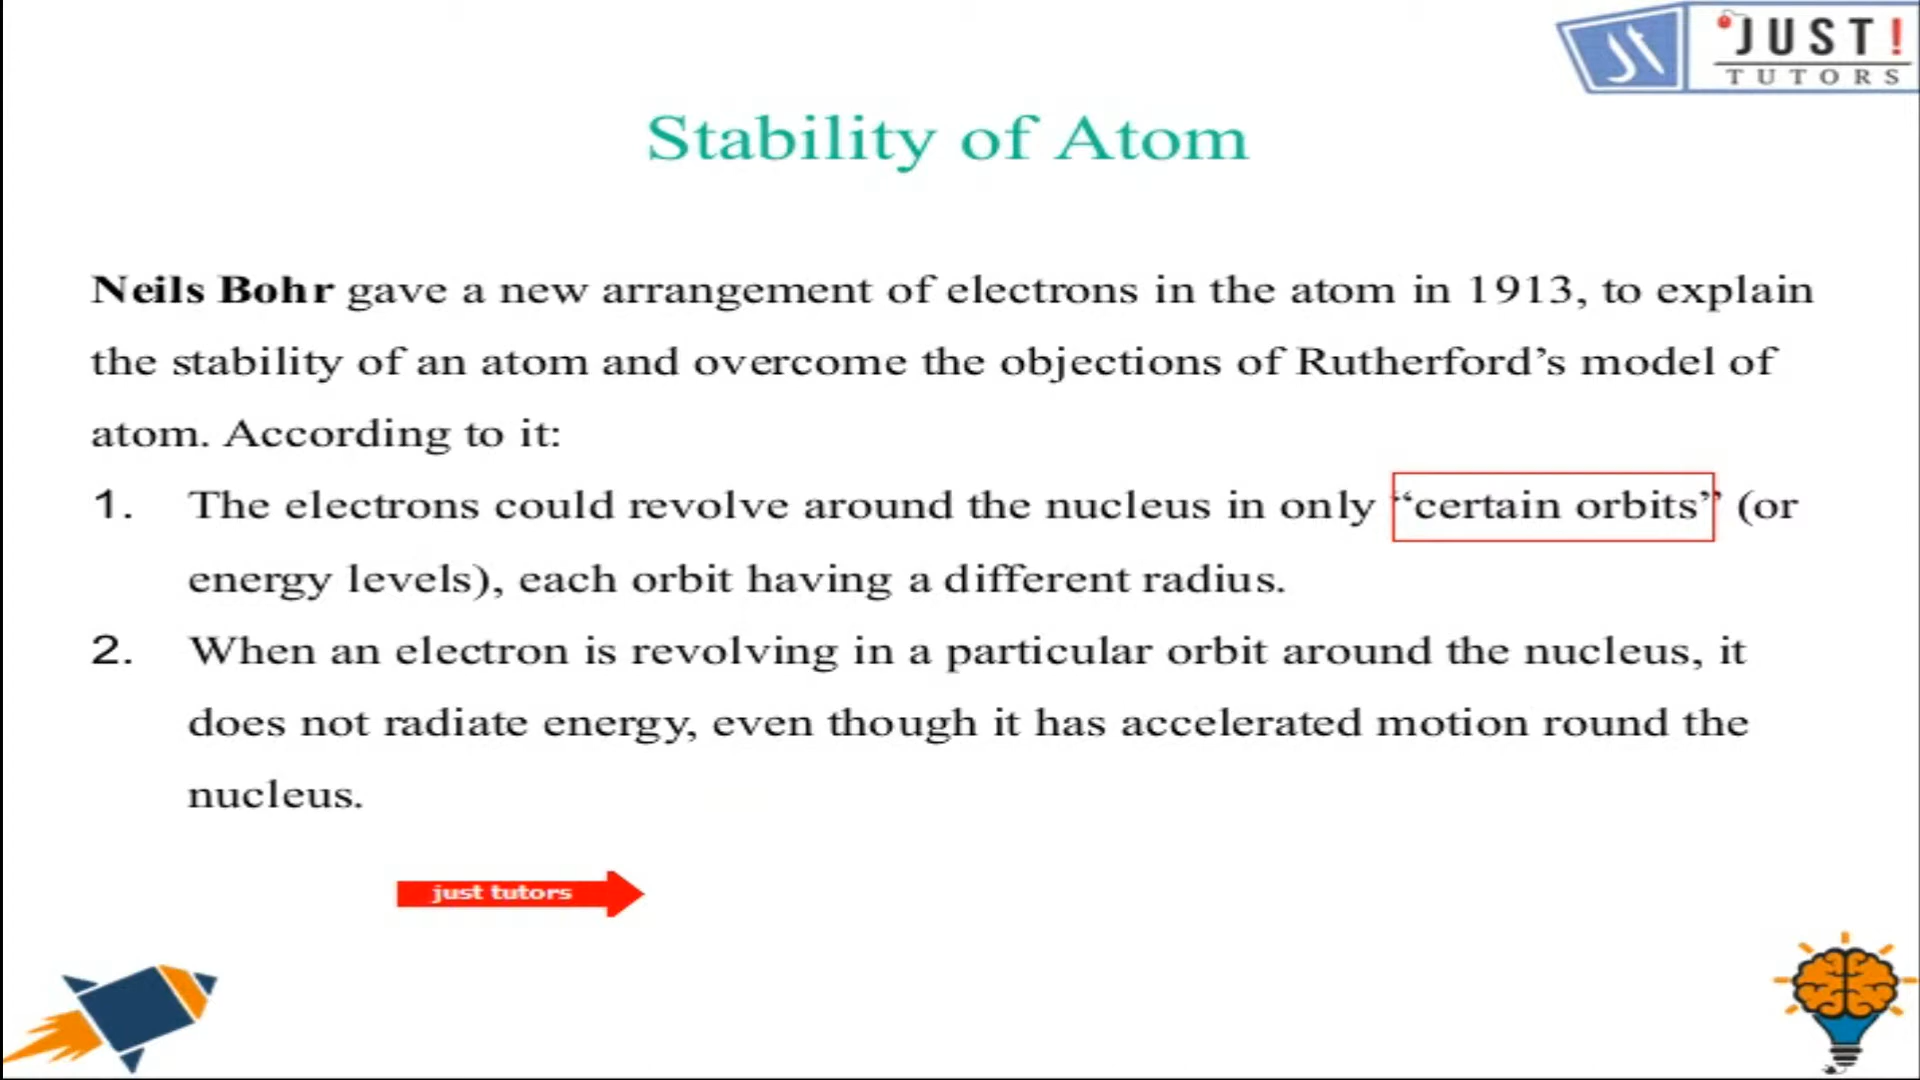 JUST!
TUTORS
Stability of Atom
Neils Bohr gave a new arrangement of electrons in the atom in 1913, to explain
the stability of an atom and overcome the objections of Rutherford’s model of
atom. According to it:
1. The electrons could revolve around the nucleus in only “certain orbits” (or
energy levels), each orbit having a different radius.
2. When an electron is revolving in a particular orbit around the nucleus, it
does not radiate energy, even though it has accelerated motion round the
nucleus.
just tutors